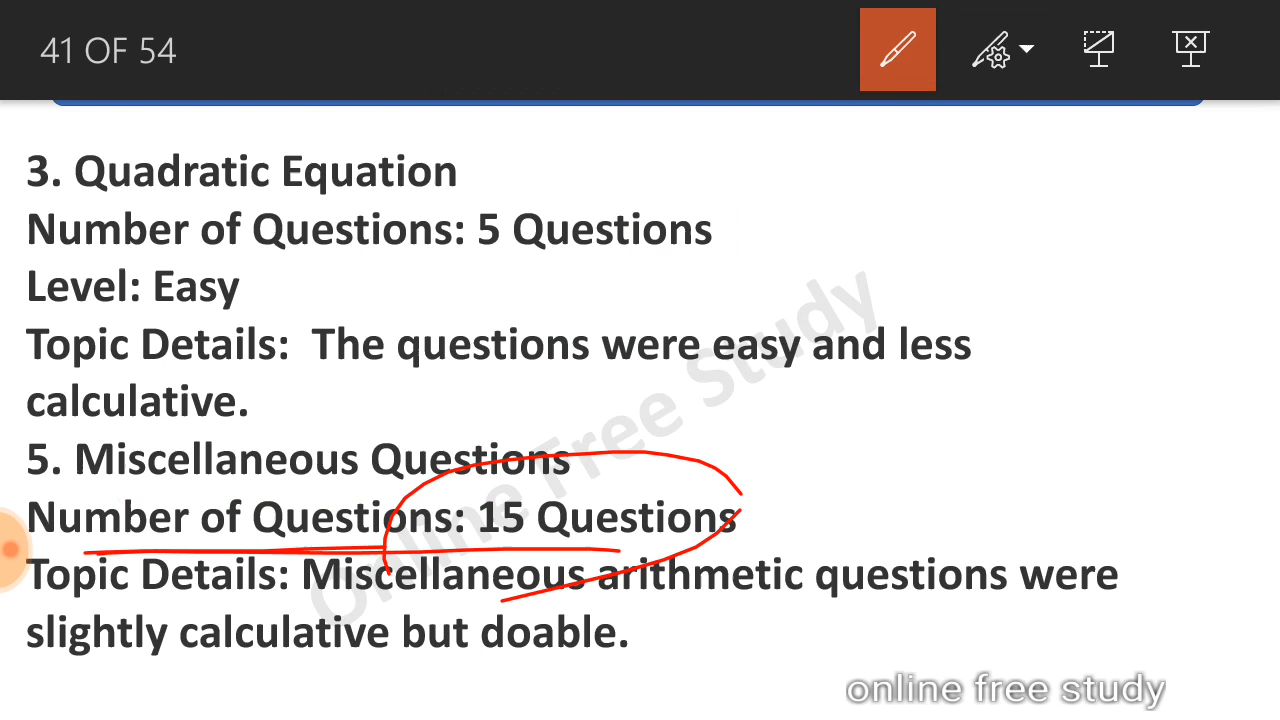 41 OF 54
3. Quadratic Equation
Number of Questions: 5 Questions
Level: Easy
Topic Details:  The questions were easy and less
calculative.
5. Miscellaneous Questions
Number of Questions: 15 Questions
Topic Details: Miscellaneous arithmetic questions were
slightly calculative but doable.
Online Free Study
online free study